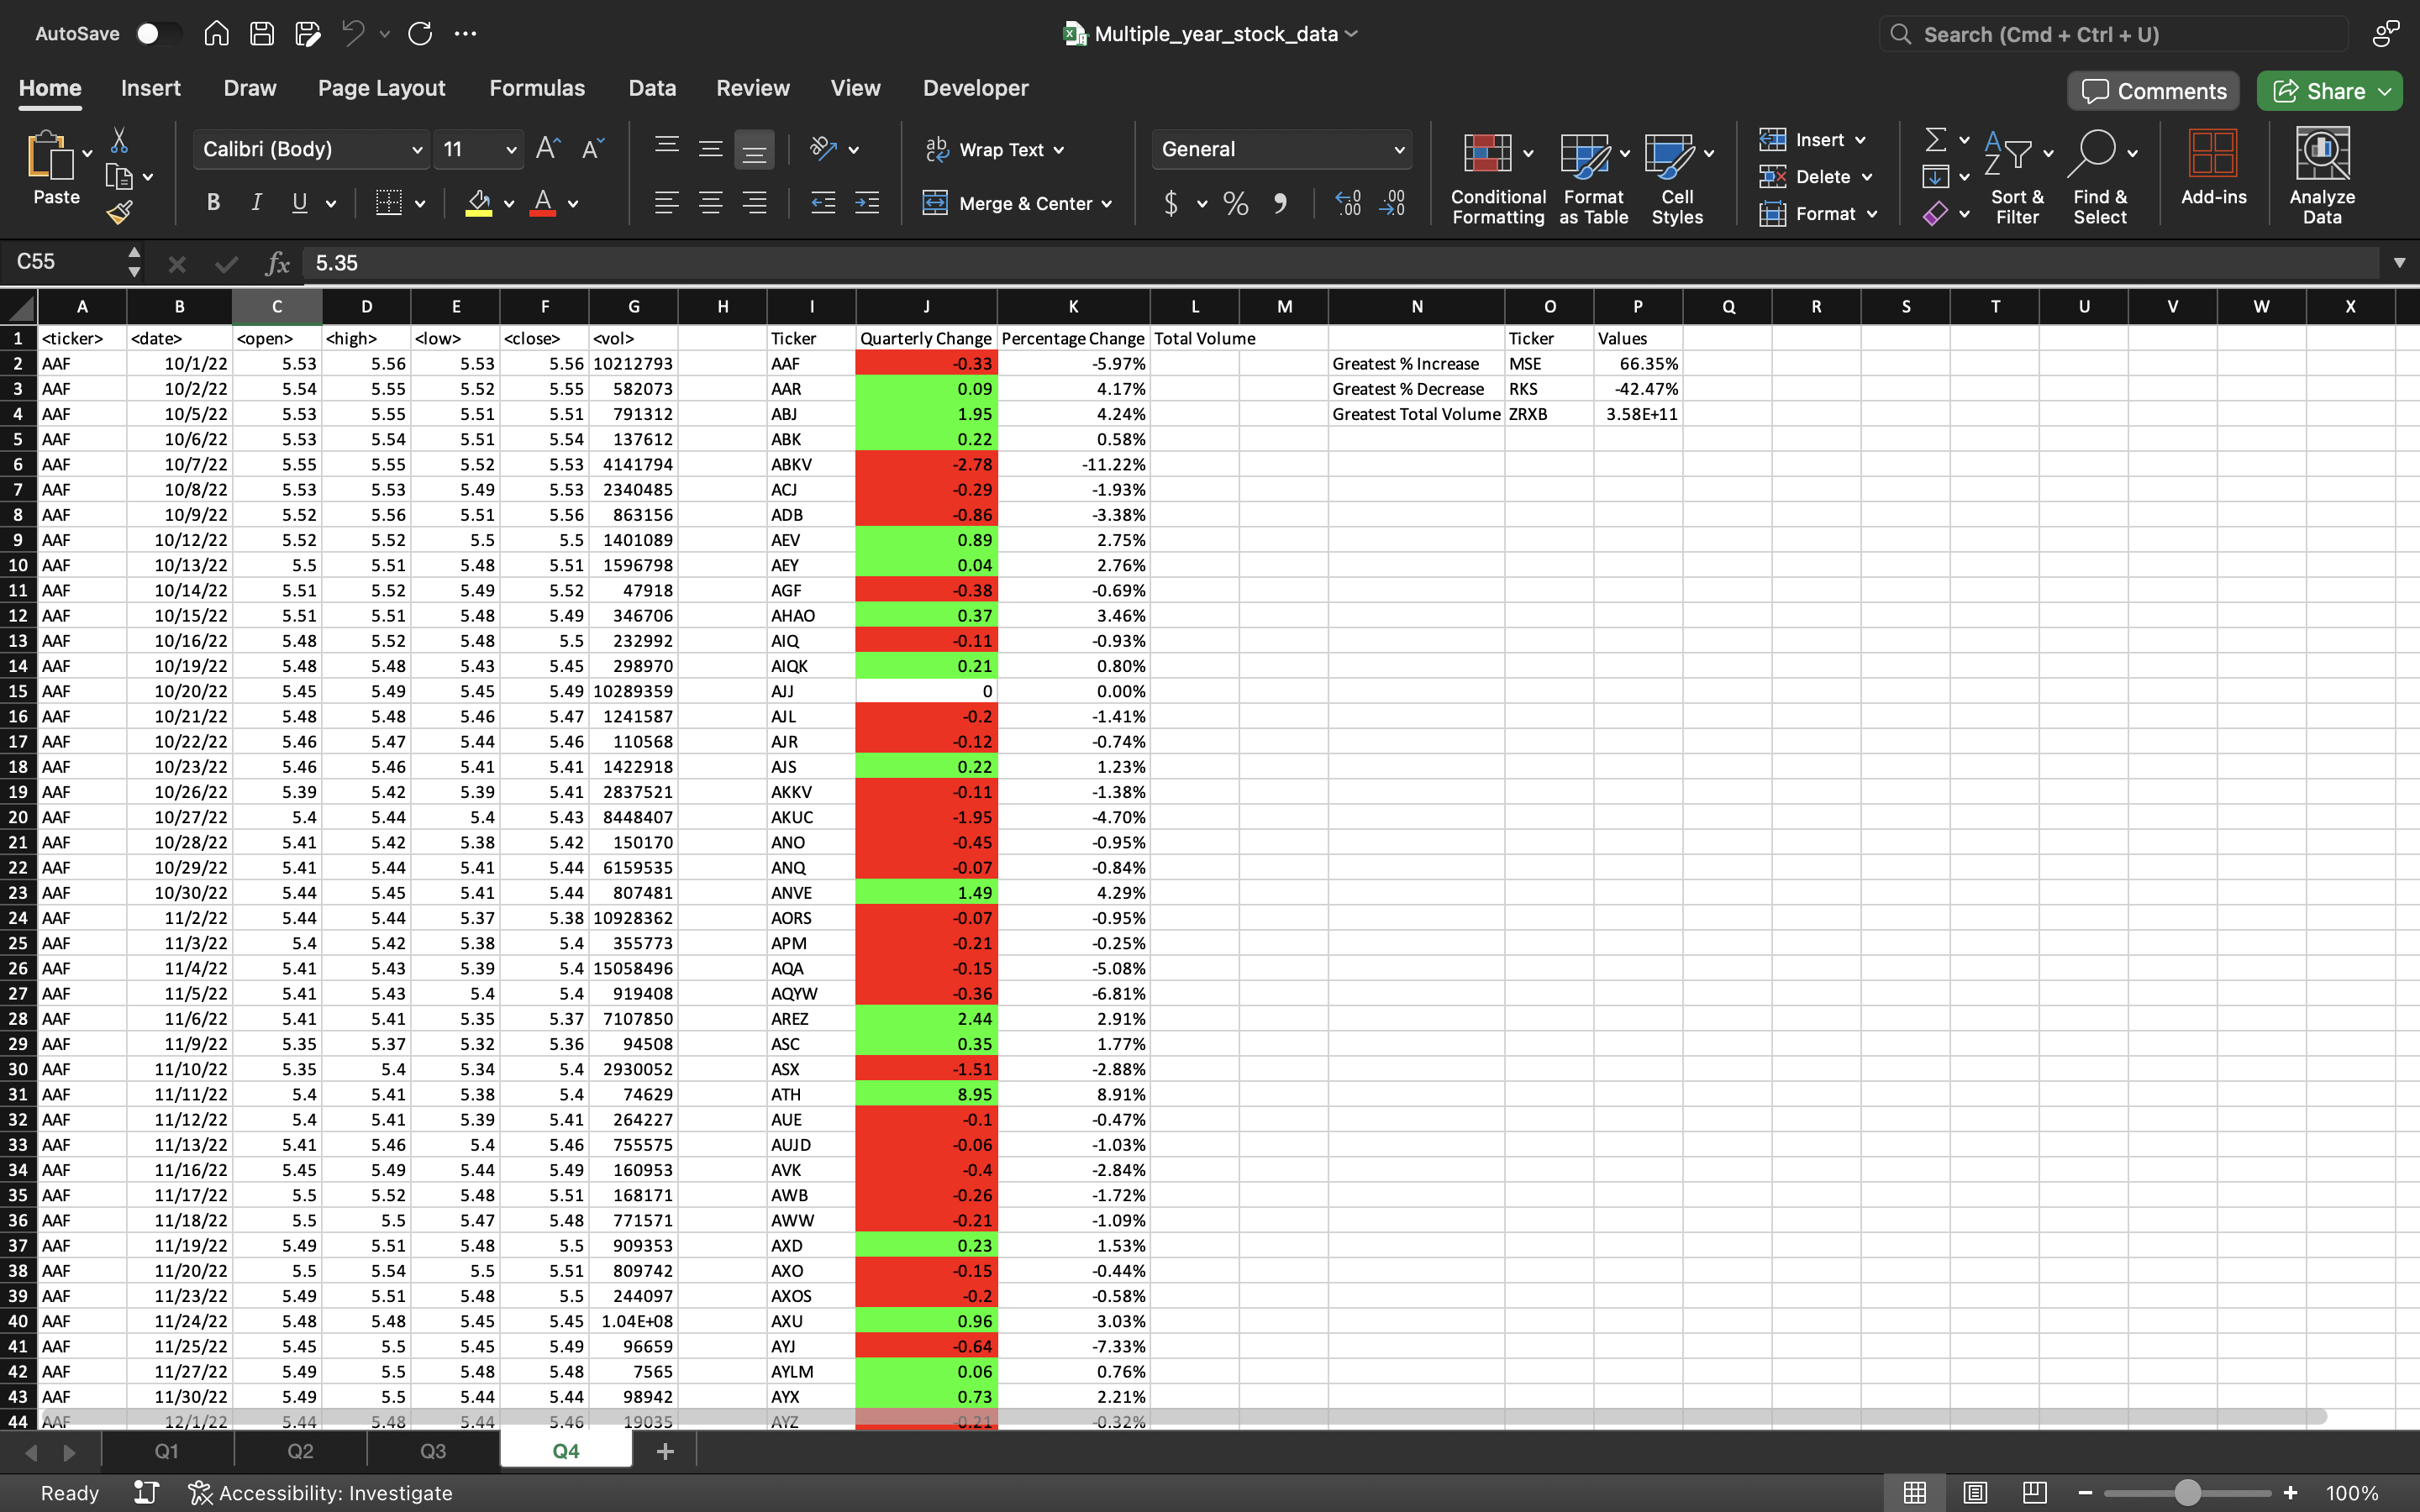 AutoSave Multiple_year_stock_data Search (Cmd + Ctrl + U)
Home Insert Draw Page Layout Formulas Data Review View Developer Comments Share
Paste Calibri (Body) 11 Wrap Text General Conditional Formatting Format as Table Cell Styles Insert Delete Format Sort & Filter Find & Select Add-ins Analyze Data
B I U Merge & Center $ % 9
C55 fx 5.35
A B C D E F G H I J K L M N O P Q R S T U V W X
1 <ticker> <date> <open> <high> <low> <close> <vol> Ticker Quarterly Change Percentage Change Total Volume Ticker Values
2 AAF 10/1/22 5.53 5.56 5.53 5.56 10212793 AAF -0.33 -5.97% Greatest % Increase MSE 66.35%
3 AAF 10/2/22 5.54 5.55 5.52 5.55 582073 AAR 0.09 4.17% Greatest % Decrease RKS -42.47%
4 AAF 10/5/22 5.53 5.55 5.51 5.51 791312 ABJ 1.95 4.24% Greatest Total Volume ZRXB 3.58E+11
5 AAF 10/6/22 5.53 5.54 5.51 5.54 137612 ABK 0.22 0.58%
6 AAF 10/7/22 5.55 5.55 5.52 5.53 4141794 ABKV -2.78 -11.22%
7 AAF 10/8/22 5.53 5.53 5.49 5.53 2340485 ACJ -0.29 -1.93%
8 AAF 10/9/22 5.52 5.56 5.51 5.56 863156 ADB -0.86 -3.38%
9 AAF 10/12/22 5.52 5.52 5.5 5.5 1401089 AEV 0.89 2.75%
10 AAF 10/13/22 5.5 5.51 5.48 5.51 1596798 AEY 0.04 2.76%
11 AAF 10/14/22 5.51 5.52 5.49 5.52 47918 AGF -0.38 -0.69%
12 AAF 10/15/22 5.51 5.51 5.48 5.49 346706 AHAO 0.37 3.46%
13 AAF 10/16/22 5.48 5.52 5.48 5.5 232992 AIQ -0.11 -0.93%
14 AAF 10/19/22 5.48 5.48 5.43 5.45 298970 AIQK 0.21 0.80%
15 AAF 10/20/22 5.45 5.49 5.45 5.49 10289359 AJJ 0 0.00%
16 AAF 10/21/22 5.48 5.48 5.46 5.47 1241587 AJL -0.2 -1.41%
17 AAF 10/22/22 5.46 5.47 5.44 5.46 110568 AJR -0.12 -0.74%
18 AAF 10/23/22 5.46 5.46 5.41 5.41 1422918 AJS 0.22 1.23%
19 AAF 10/26/22 5.39 5.42 5.39 5.41 2837521 AKKV -0.11 -1.38%
20 AAF 10/27/22 5.4 5.44 5.4 5.43 8448407 AKUC -1.95 -4.70%
21 AAF 10/28/22 5.41 5.42 5.38 5.42 150170 ANO -0.45 -0.95%
22 AAF 10/29/22 5.41 5.44 5.41 5.44 6159535 ANQ -0.07 -0.84%
23 AAF 10/30/22 5.44 5.45 5.41 5.44 807481 ANVE 1.49 4.29%
24 AAF 11/2/22 5.44 5.44 5.37 5.38 10928362 AORS -0.07 -0.95%
25 AAF 11/3/22 5.4 5.42 5.38 5.4 355773 APM -0.21 -0.25%
26 AAF 11/4/22 5.41 5.43 5.39 5.4 15058496 AQA -0.15 -5.08%
27 AAF 11/5/22 5.41 5.43 5.4 5.4 919408 AQYW -0.36 -6.81%
28 AAF 11/6/22 5.41 5.41 5.35 5.37 7107850 AREZ 2.44 2.91%
29 AAF 11/9/22 5.35 5.37 5.32 5.36 94508 ASC 0.35 1.77%
30 AAF 11/10/22 5.35 5.4 5.34 5.4 2930052 ASX -1.51 -2.88%
31 AAF 11/11/22 5.4 5.41 5.38 5.4 74629 ATH 8.95 8.91%
32 AAF 11/12/22 5.4 5.41 5.39 5.41 264227 AUE -0.1 -0.47%
33 AAF 11/13/22 5.41 5.46 5.4 5.46 755575 AUJD -0.06 -1.03%
34 AAF 11/16/22 5.45 5.49 5.44 5.49 160953 AVK -0.4 -2.84%
35 AAF 11/17/22 5.5 5.52 5.48 5.51 168171 AWB -0.26 -1.72%
36 AAF 11/18/22 5.5 5.5 5.47 5.48 771571 AWW -0.21 -1.09%
37 AAF 11/19/22 5.49 5.51 5.48 5.5 909353 AXD 0.23 1.53%
38 AAF 11/20/22 5.5 5.54 5.5 5.51 809742 AXO -0.15 -0.44%
39 AAF 11/23/22 5.49 5.51 5.48 5.5 244097 AXOS -0.2 -0.58%
40 AAF 11/24/22 5.48 5.48 5.45 5.45 1.04E+08 AXU 0.96 3.03%
41 AAF 11/25/22 5.45 5.5 5.45 5.49 96659 AYJ -0.64 -7.33%
42 AAF 11/27/22 5.49 5.5 5.48 5.48 7565 AYLM 0.06 0.76%
43 AAF 11/30/22 5.49 5.5 5.44 5.44 98942 AYX 0.73 2.21%
44 AAF 12/1/22 5.44 5.48 5.44 5.46 19035 AYZ -0.21 -0.32%
Q1 Q2 Q3 Q4
Ready Accessibility: Investigate 100%